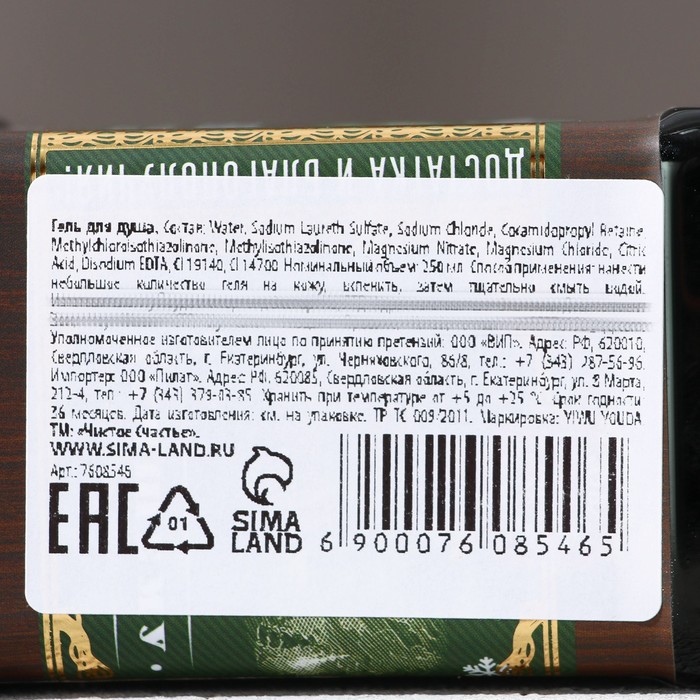 ДОСТАТКА И БЛАГОПОЛУЧИЯ!
Гель для душа. Состав: Water, Sodium Laureth Sulfate, Sodium Chloride, Cocamidopropyl Betaine,
Methylchloroisothiazolinone, Methylisothiazolinone, Magnesium Nitrate, Magnesium Chloride, Citric
Acid, Disodium EDTA, CI 19140, CI 14700 Номинальный объем: 250 мл. Способ применения: нанести
небольшое количество геля на кожу, вспенить, затем тщательно смыть водой.
Уполномоченное изготовителем лицо по принятию претензий: ООО «ВИП». Адрес: РФ, 620010,
Свердловская область, г. Екатеринбург, ул. Черняховского, 86/8, тел.: +7 (343) 287-56-96.
Импортер: ООО «Пилат». Адрес: РФ, 620085, Свердловская область, г. Екатеринбург, ул. 8 Марта,
212-4, тел: +7 (343) 379-03-85. Хранить при температуре от +5 до +25 °C. Срок годности:
36 месяцев. Дата изготовления: см. на упаковке. ТР ТС 009/2011. Маркировка: YIWU YOUDA
ТМ: «Чистое Счастье».
WWW.SIMA-LAND.RU
Арт.: 7608546
EAC
01
SIMA
LAND
6 900076 085465
У